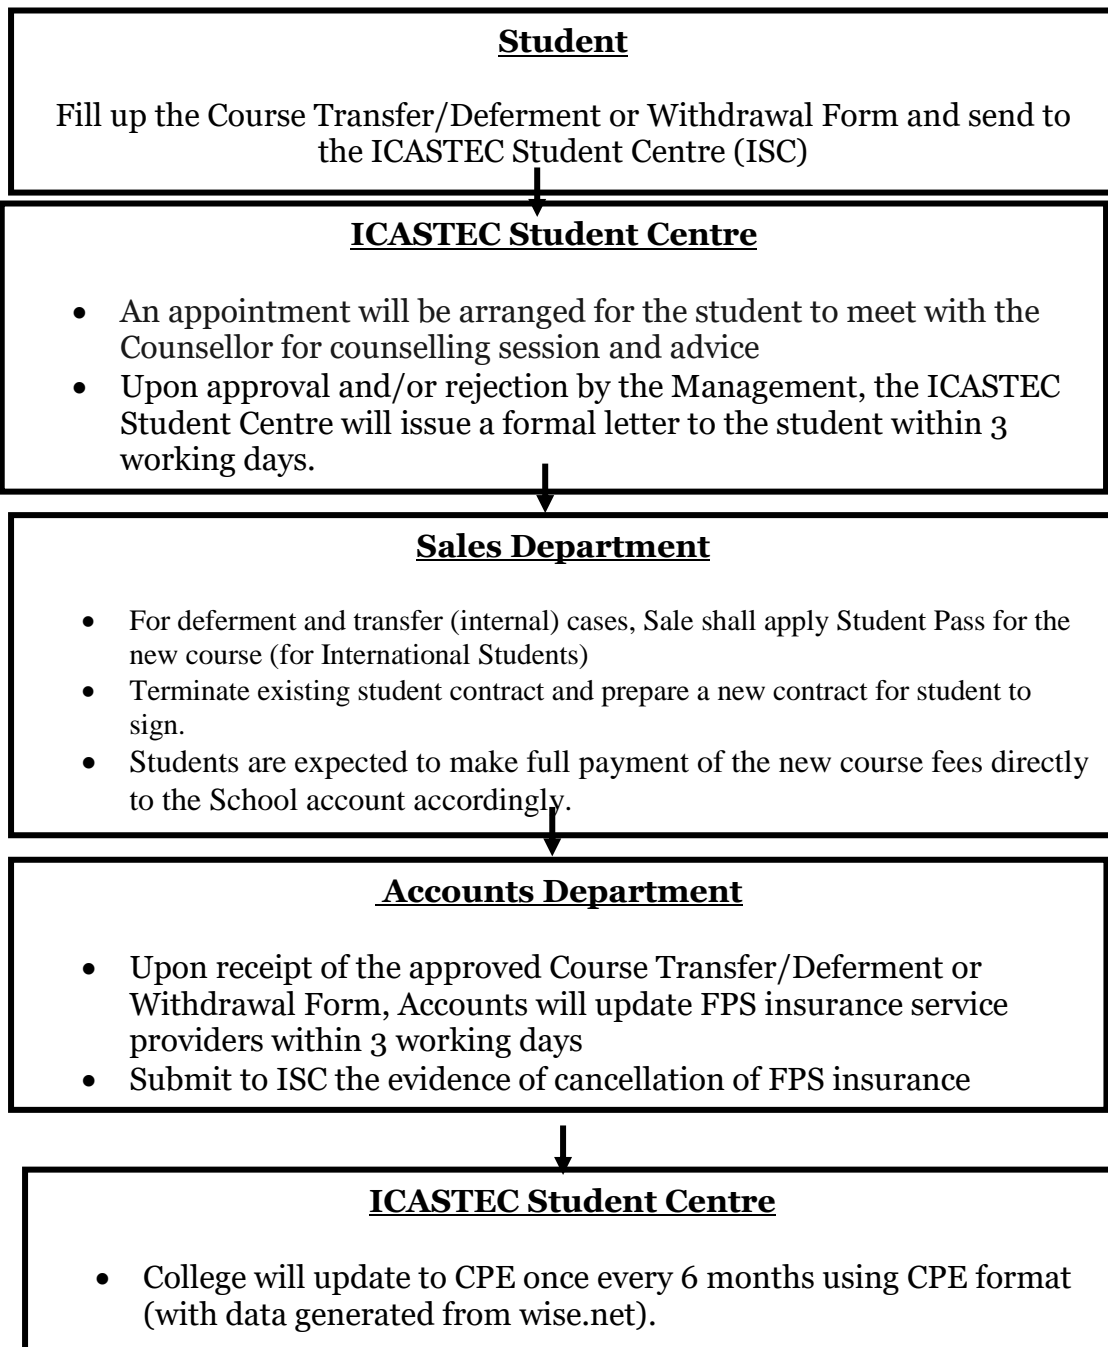 Student
Fill up the Course Transfer/Deferment or Withdrawal Form and send to
the ICASTEC Student Centre (ISC)
ICASTEC Student Centre
• An appointment will be arranged for the student to meet with the
Counsellor for counselling session and advice
• Upon approval and/or rejection by the Management, the ICASTEC
Student Centre will issue a formal letter to the student within 3
working days.
Sales Department
• For deferment and transfer (internal) cases, Sale shall apply Student Pass for the
new course (for International Students)
• Terminate existing student contract and prepare a new contract for student to
sign.
• Students are expected to make full payment of the new course fees directly
to the School account accordingly.
Accounts Department
• Upon receipt of the approved Course Transfer/Deferment or
Withdrawal Form, Accounts will update FPS insurance service
providers within 3 working days
• Submit to ISC the evidence of cancellation of FPS insurance
ICASTEC Student Centre
• College will update to CPE once every 6 months using CPE format
(with data generated from wise.net).